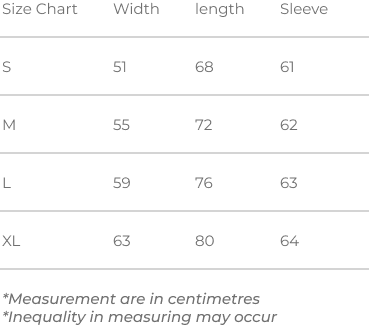 Size Chart Width length Sleeve
S 51 68 61
M 55 72 62
L 59 76 63
XL 63 80 64
*Measurement are in centimetres
*Inequality in measuring may occur